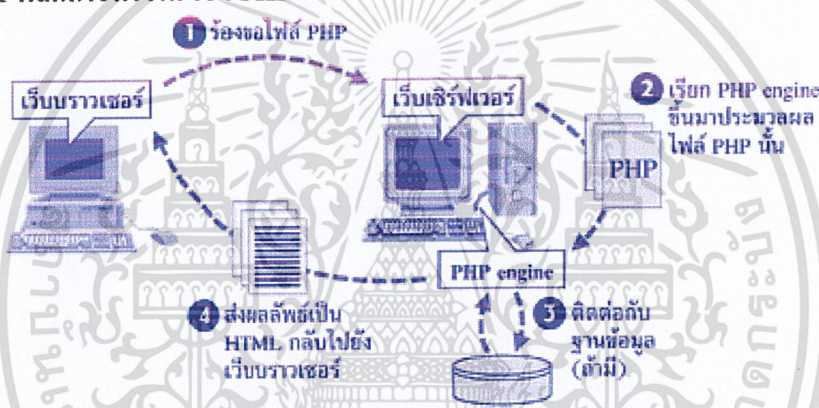 1 ร้องขอไฟล์ PHP
เว็บบราวเซอร์
เว็บเซิร์ฟเวอร์
2 เรียก PHP engine
ขึ้นมาประมวลผล
ไฟล์ PHP นั้น
PHP
PHP engine
3 ติดต่อกับ
ฐานข้อมูล
(ถ้ามี)
4 ส่งผลลัพธ์เป็น
HTML กลับไปยัง
เว็บบราวเซอร์